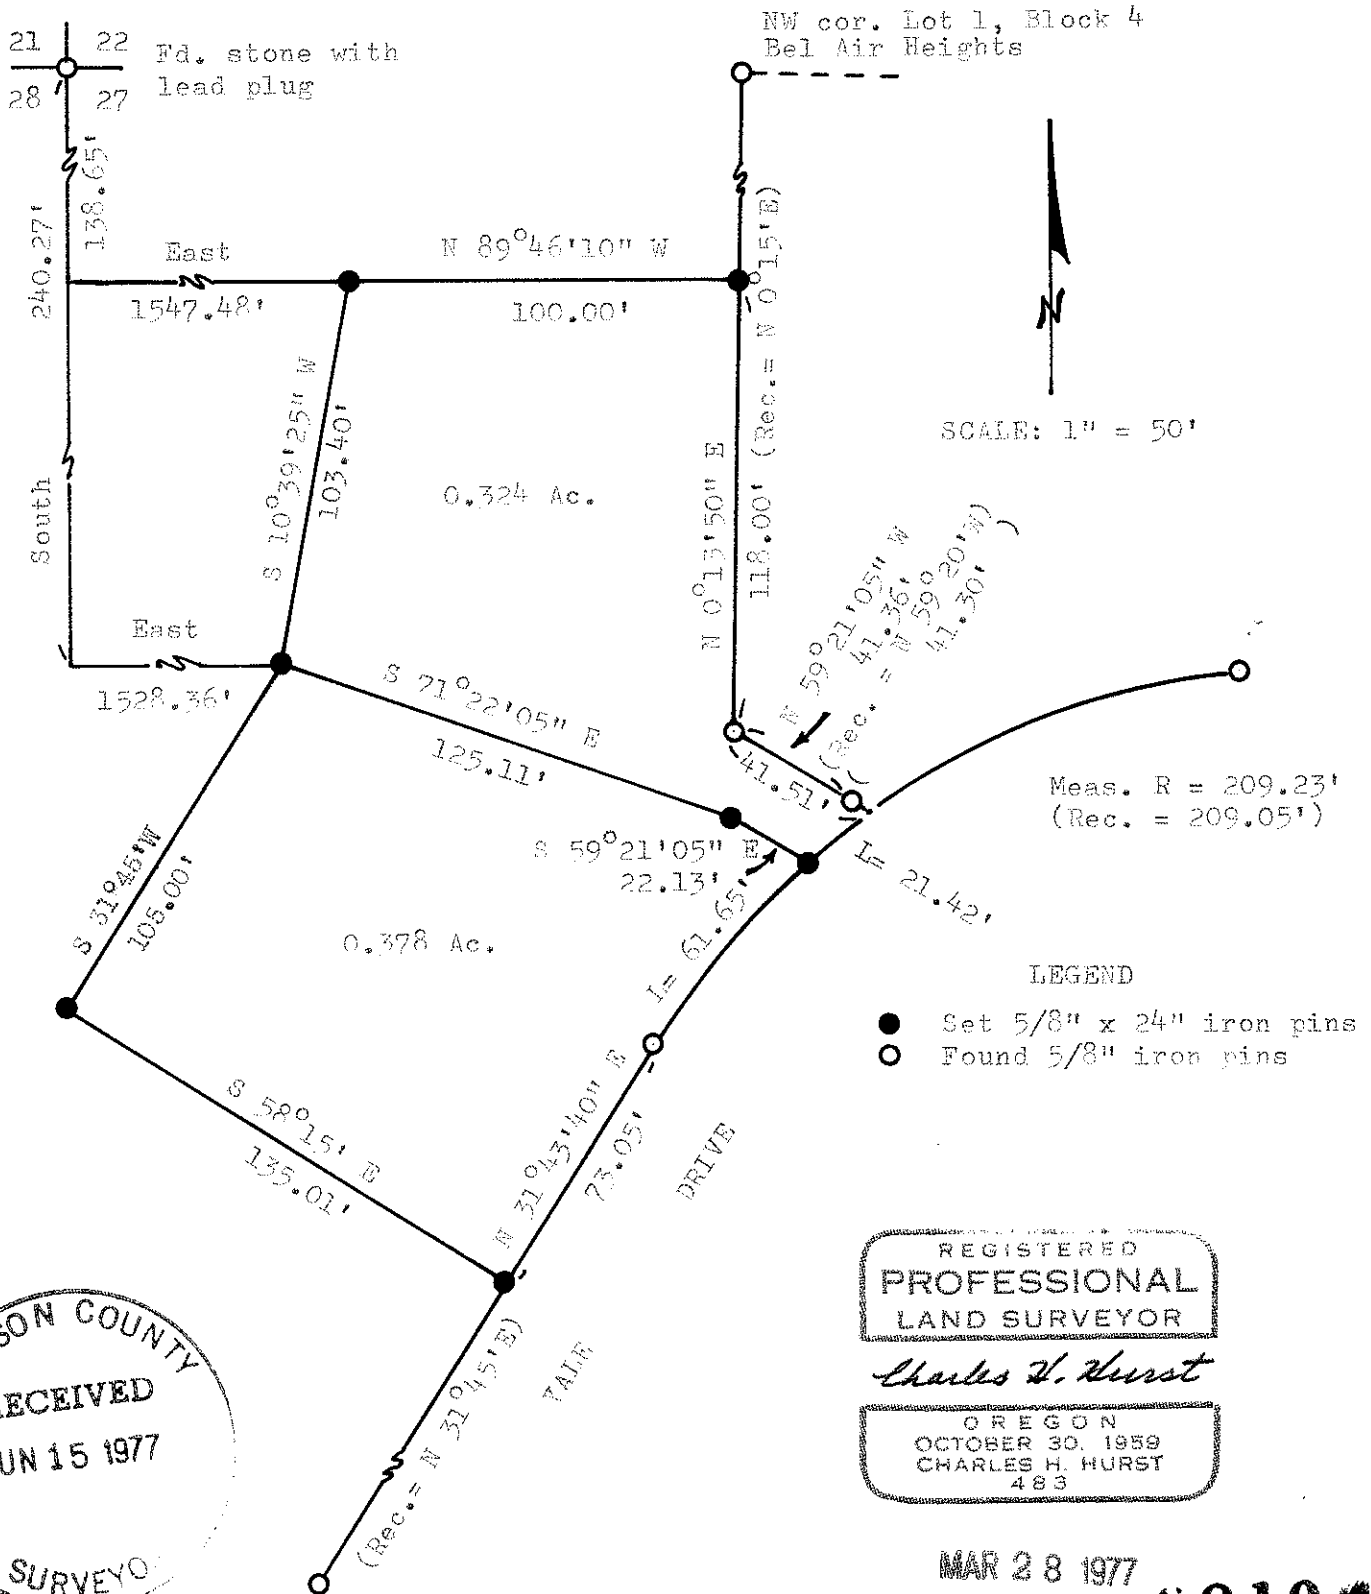 21 22
28 27
Fd. stone with
lead plug
NW cor. Lot 1, Block 4
Bel Air Heights
138.65'
240.27'
South
East
1547.48'
N 89°46'10" W
100.00'
N 0°13'50" E
118.00' (Rec.= N 0°15'E)
S 10°39'25" W
103.40'
0.324 Ac.
SCALE: 1" = 50'
N
N 59°21'05" W
41.36'
(Rec. = N 59°20'W)
41.30'
41.51'
East
1528.36'
S 71°22'05" E
125.11'
S 59°21'05" E
22.13'
Meas. R = 209.23'
(Rec. = 209.05')
L= 21.42'
L= 61.65'
S 31°45'W
105.00'
0.378 Ac.
LEGEND
Set 5/8" x 24" iron pins
Found 5/8" iron pins
S 58°15' E
135.01'
N 31°43'40" E
73.05'
(Rec.= N 31°45'E)
DRIVE
YALE
SON COUNTY
RECEIVED
UN 15 1977
SURVEYO
REGISTERED
PROFESSIONAL
LAND SURVEYOR
Charles H. Hurst
OREGON
OCTOBER 30, 1959
CHARLES H. HURST
483
MAR 28 1977